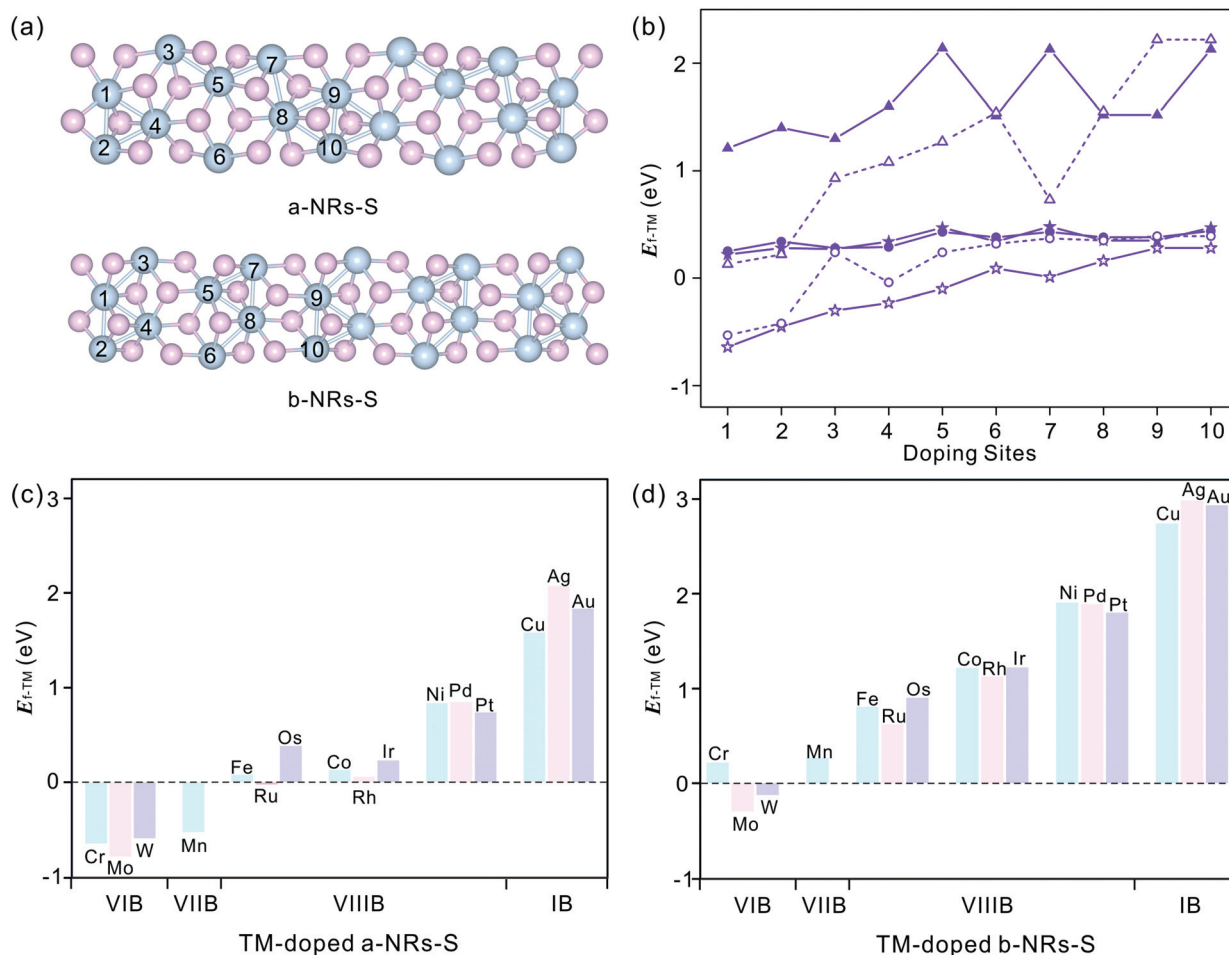 (a)
3
7
1
5
9
4
8
2
6
10
a-NRs-S
3
7
1
5
9
4
8
2
6
10
b-NRs-S
(b)
2
1
0
-1
E_f-TM (eV)
1 2 3 4 5 6 7 8 9 10
Doping Sites
(c)
3
2
1
0
-1
E_f-TM (eV)
Cr Mo W Mn Fe Ru Os Co Rh Ir Ni Pd Pt Cu Ag Au
VIB VIIB VIIIB IB
TM-doped a-NRs-S
(d)
3
2
1
0
-1
E_f-TM (eV)
Cr Mo W Mn Fe Ru Os Co Rh Ir Ni Pd Pt Cu Ag Au
VIB VIIB VIIIB IB
TM-doped b-NRs-S